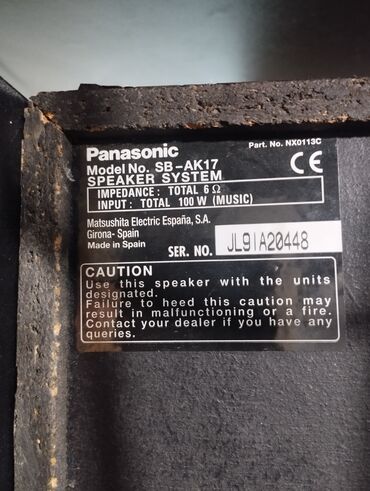 Part. No. NX0113C
Panasonic
Model No. SB-AK17
SPEAKER SYSTEM
IMPEDANCE: TOTAL 6 Ω
INPUT: TOTAL 100 W (MUSIC)
Matsushita Electric España, S.A.
Girona- Spain
Made in Spain
SER. NO. JL9IA20448
CE
CAUTION
Use this speaker with the units
designated.
Failure to heed this caution may
result in malfunctioning or a fire.
Contact your dealer if you have any
queries.